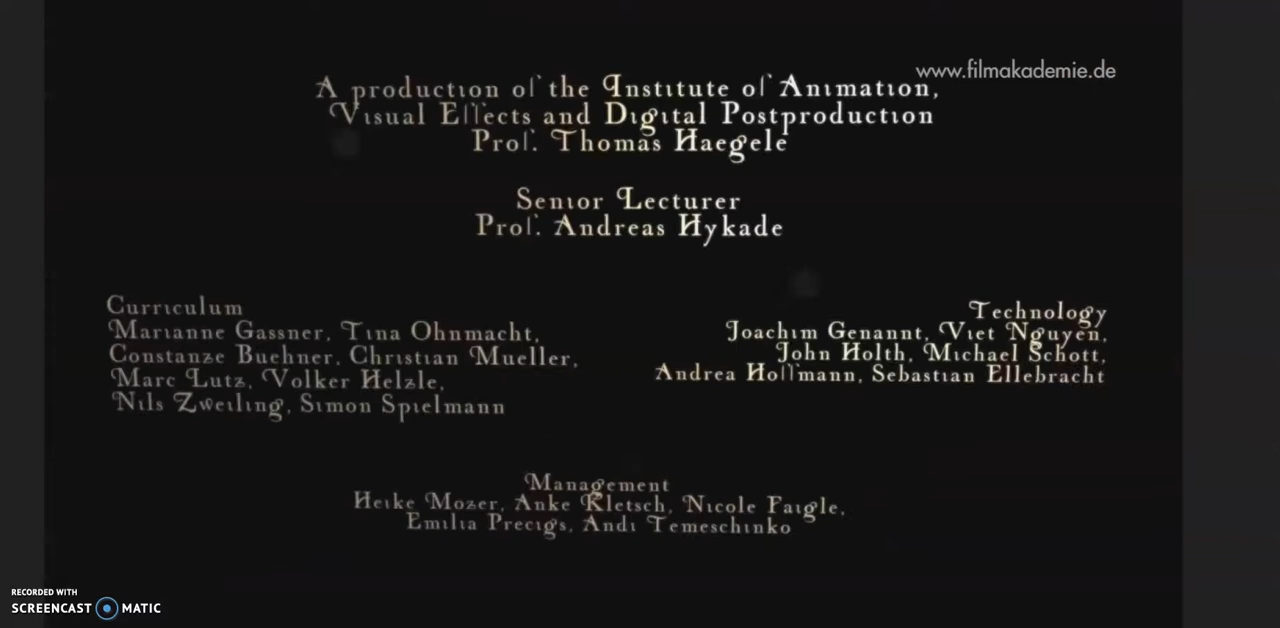 www.filmakademie.de
A production of the Institute of Animation,
Visual Effects and Digital Postproduction
Prof. Thomas Haegele
Senior Lecturer
Prof. Andreas Hykade
Curriculum
Marianne Gassner, Tina Ohnmacht,
Constanze Buehner, Christian Mueller,
Marc Lutz, Volker Helzle,
Nils Zweiling, Simon Spielmann
Technology
Joachim Genannt, Viet Nguyen,
John Holth, Michael Schott,
Andrea Hoffmann, Sebastian Ellebracht
Management
Heike Mozer, Anke Kletsch, Nicole Faigle,
Emilia Precigs, Andi Temeschinko
RECORDED WITH
SCREENCAST MATIC